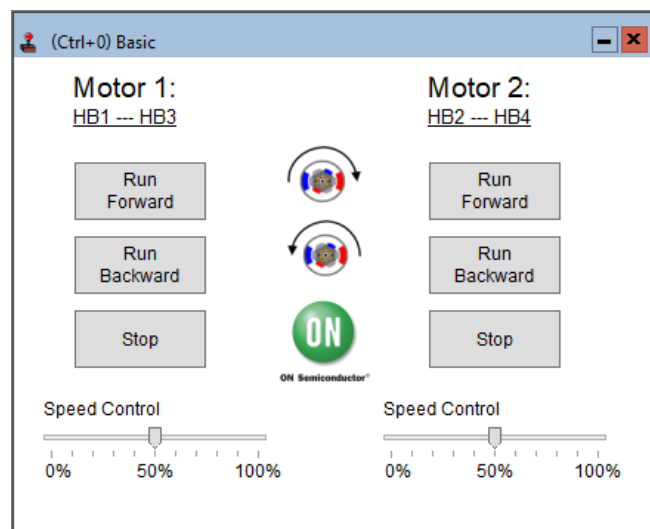 (Ctrl+0) Basic
Motor 1:
HB1 --- HB3
Motor 2:
HB2 --- HB4
Run
Forward
Run
Forward
Run
Backward
Run
Backward
Stop
ON
ON Semiconductor®
Stop
Speed Control
0% 50% 100%
Speed Control
0% 50% 100%